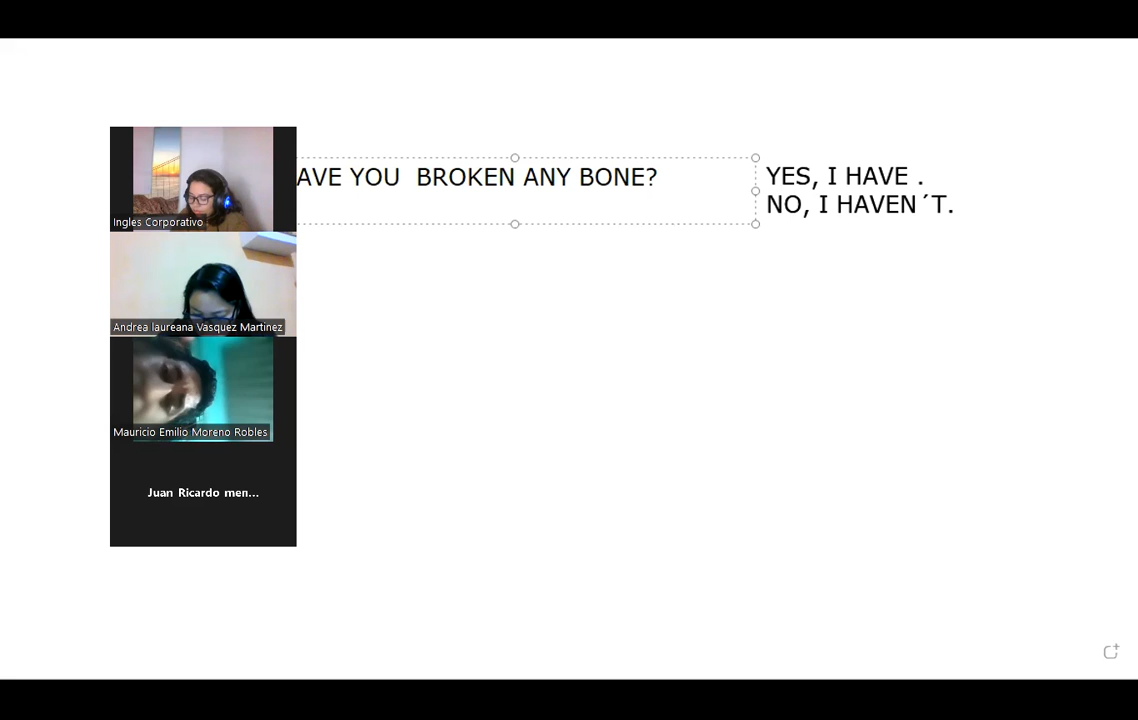 AVE YOU  BROKEN ANY BONE?
YES, I HAVE .
NO, I HAVEN´T.
Ingles Corporativo
Andrea laureana Vasquez Martinez
Mauricio Emilio Moreno Robles
Juan Ricardo men...